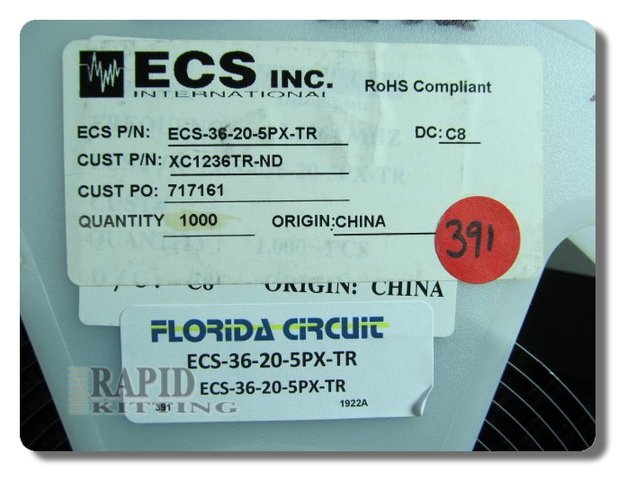 ECS INC.
INTERNATIONAL
RoHS Compliant
ECS P/N: ECS-36-20-5PX-TR DC: C8
CUST P/N: XC1236TR-ND
CUST PO: 717161
QUANTITY 1000 ORIGIN: CHINA
391
D / C : C8 ORIGIN: CHINA
FLORIDA CIRCUIT
ECS-36-20-5PX-TR
ECS-36-20-5PX-TR
391 1922A
RAPID
KITTING